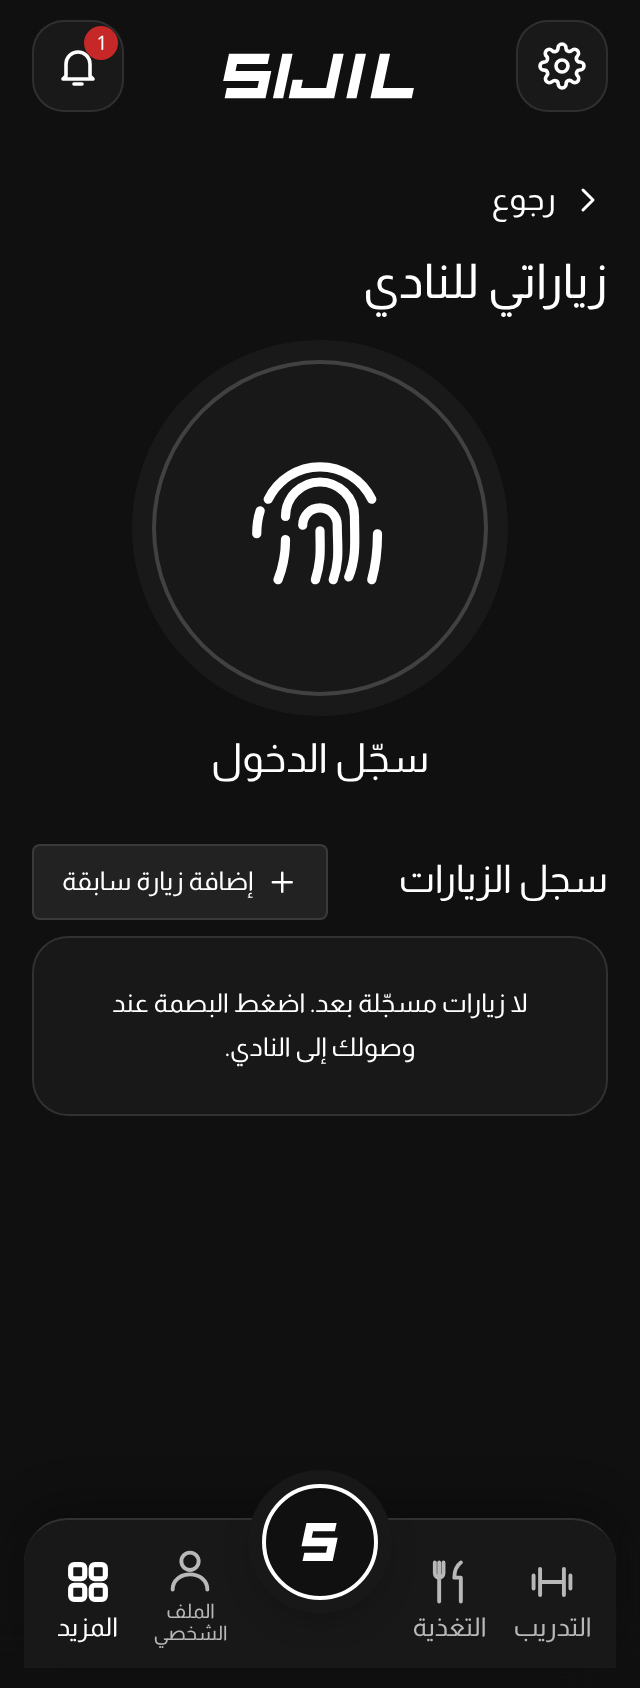 1
SIJIL
رجوع
زياراتي للنادي
سجّل الدخول
سجل الزيارات
إضافة زيارة سابقة
لا زيارات مسجّلة بعد. اضغط البصمة عند
وصولك إلى النادي.
S
التدريب
التغذية
الملف
الشخصي
المزيد